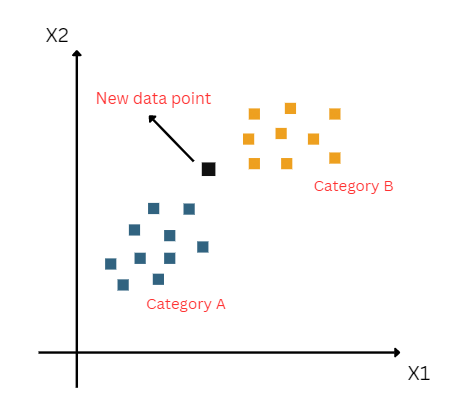 X2
New data point
Category B
Category A
X1